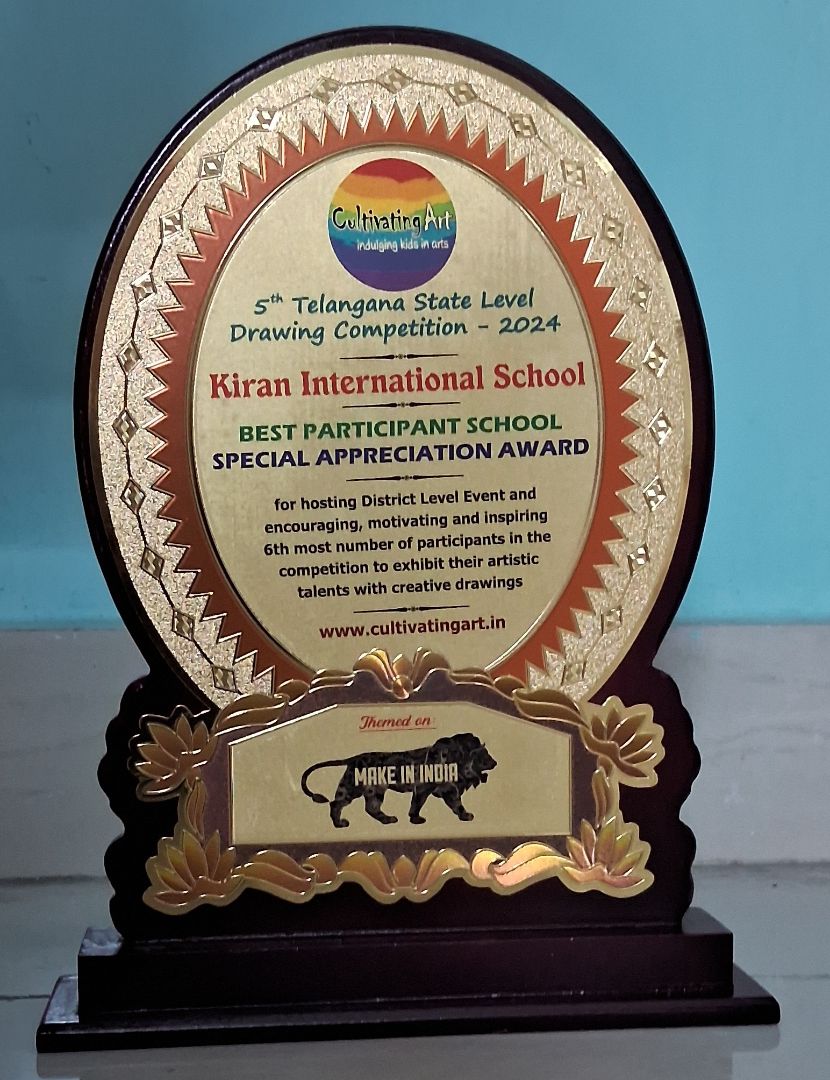 Cultivating Art
indulging kids in arts
5th Telangana State Level
Drawing Competition - 2024
Kiran International School
BEST PARTICIPANT SCHOOL
SPECIAL APPRECIATION AWARD
for hosting District Level Event and
encouraging, motivating and inspiring
6th most number of participants in the
competition to exhibit their artistic
talents with creative drawings
www.cultivatingart.in
Themed on:
MAKE IN INDIA